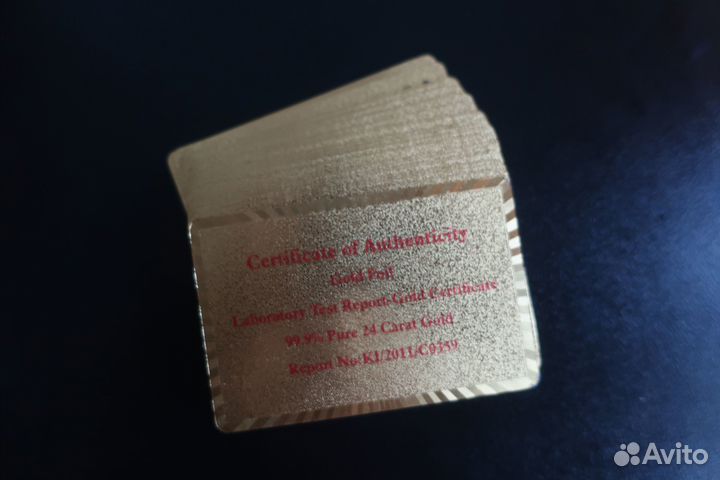 Certificate of Authenticity
Gold Foil
Laboratory Test Report-Gold Certificate
99.9% Pure 24 Carat Gold
Report No:KI/2011/C0359
Avito